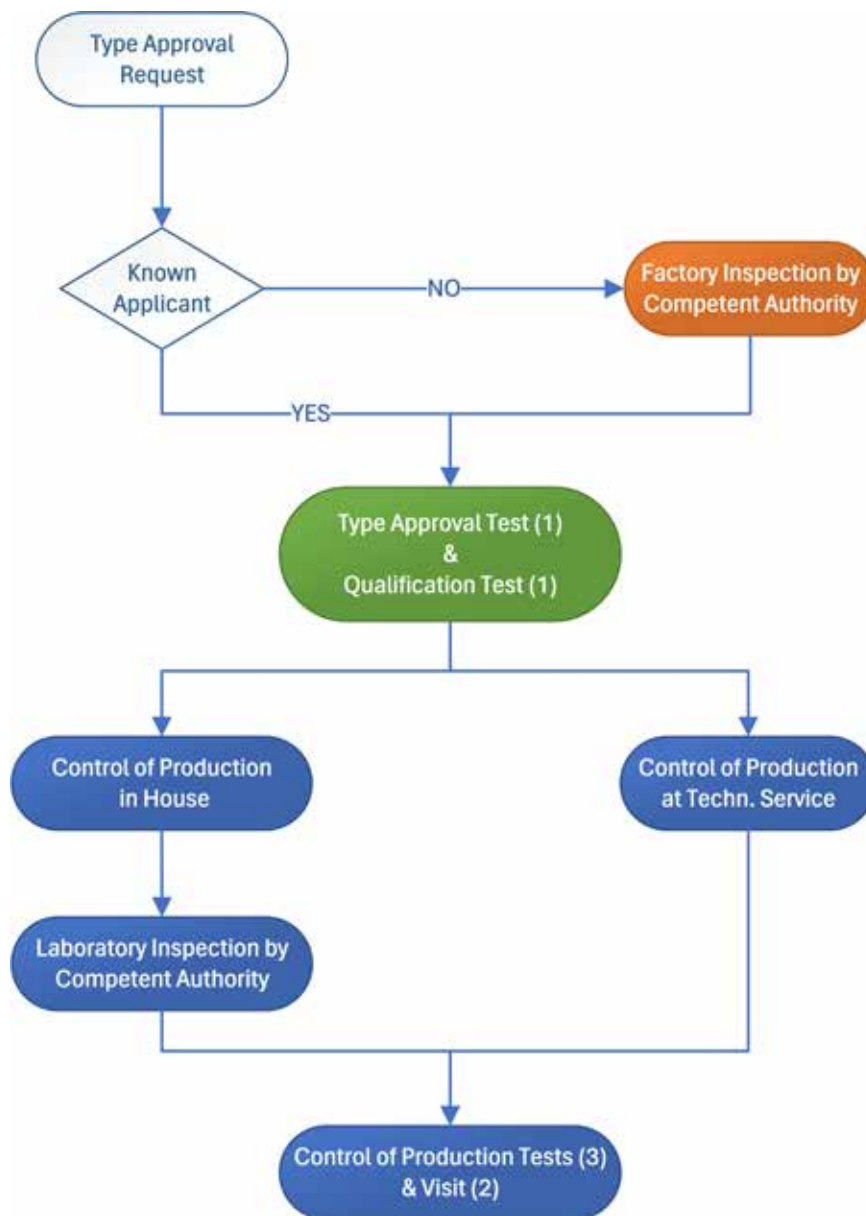 Type Approval
Request
Known
Applicant
NO
Factory Inspection by
Competent Authority
YES
Type Approval Test (1)
&
Qualification Test (1)
Control of Production
in House
Control of Production
at Techn. Service
Laboratory Inspection by
Competent Authority
Control of Production Tests (3)
& Visit (2)